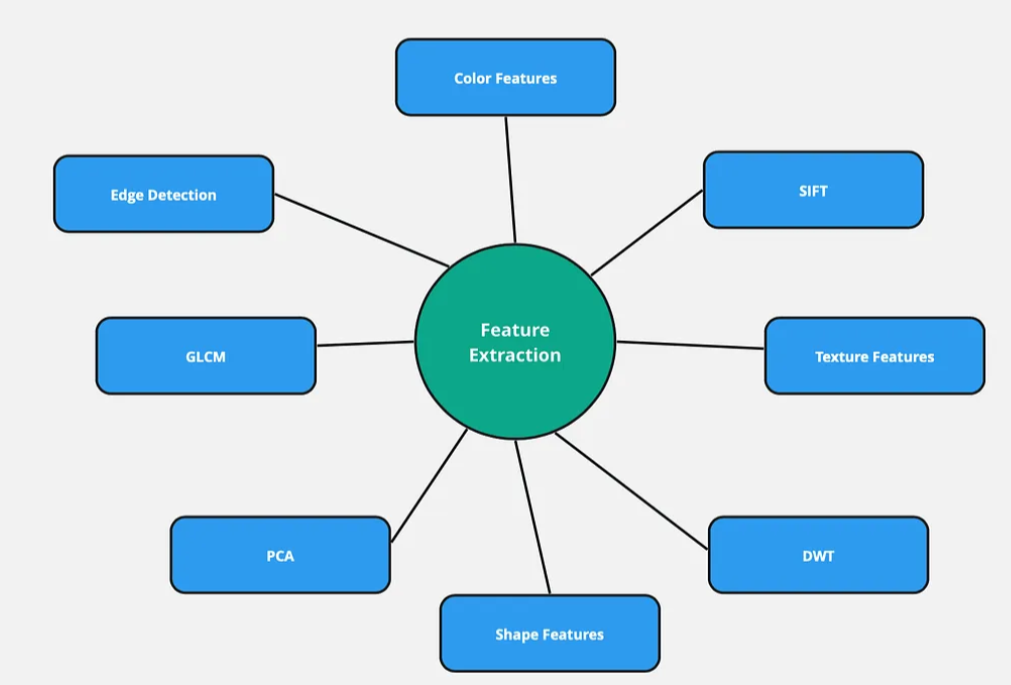 Color Features
Edge Detection
SIFT
Feature
Extraction
GLCM
Texture Features
PCA
DWT
Shape Features